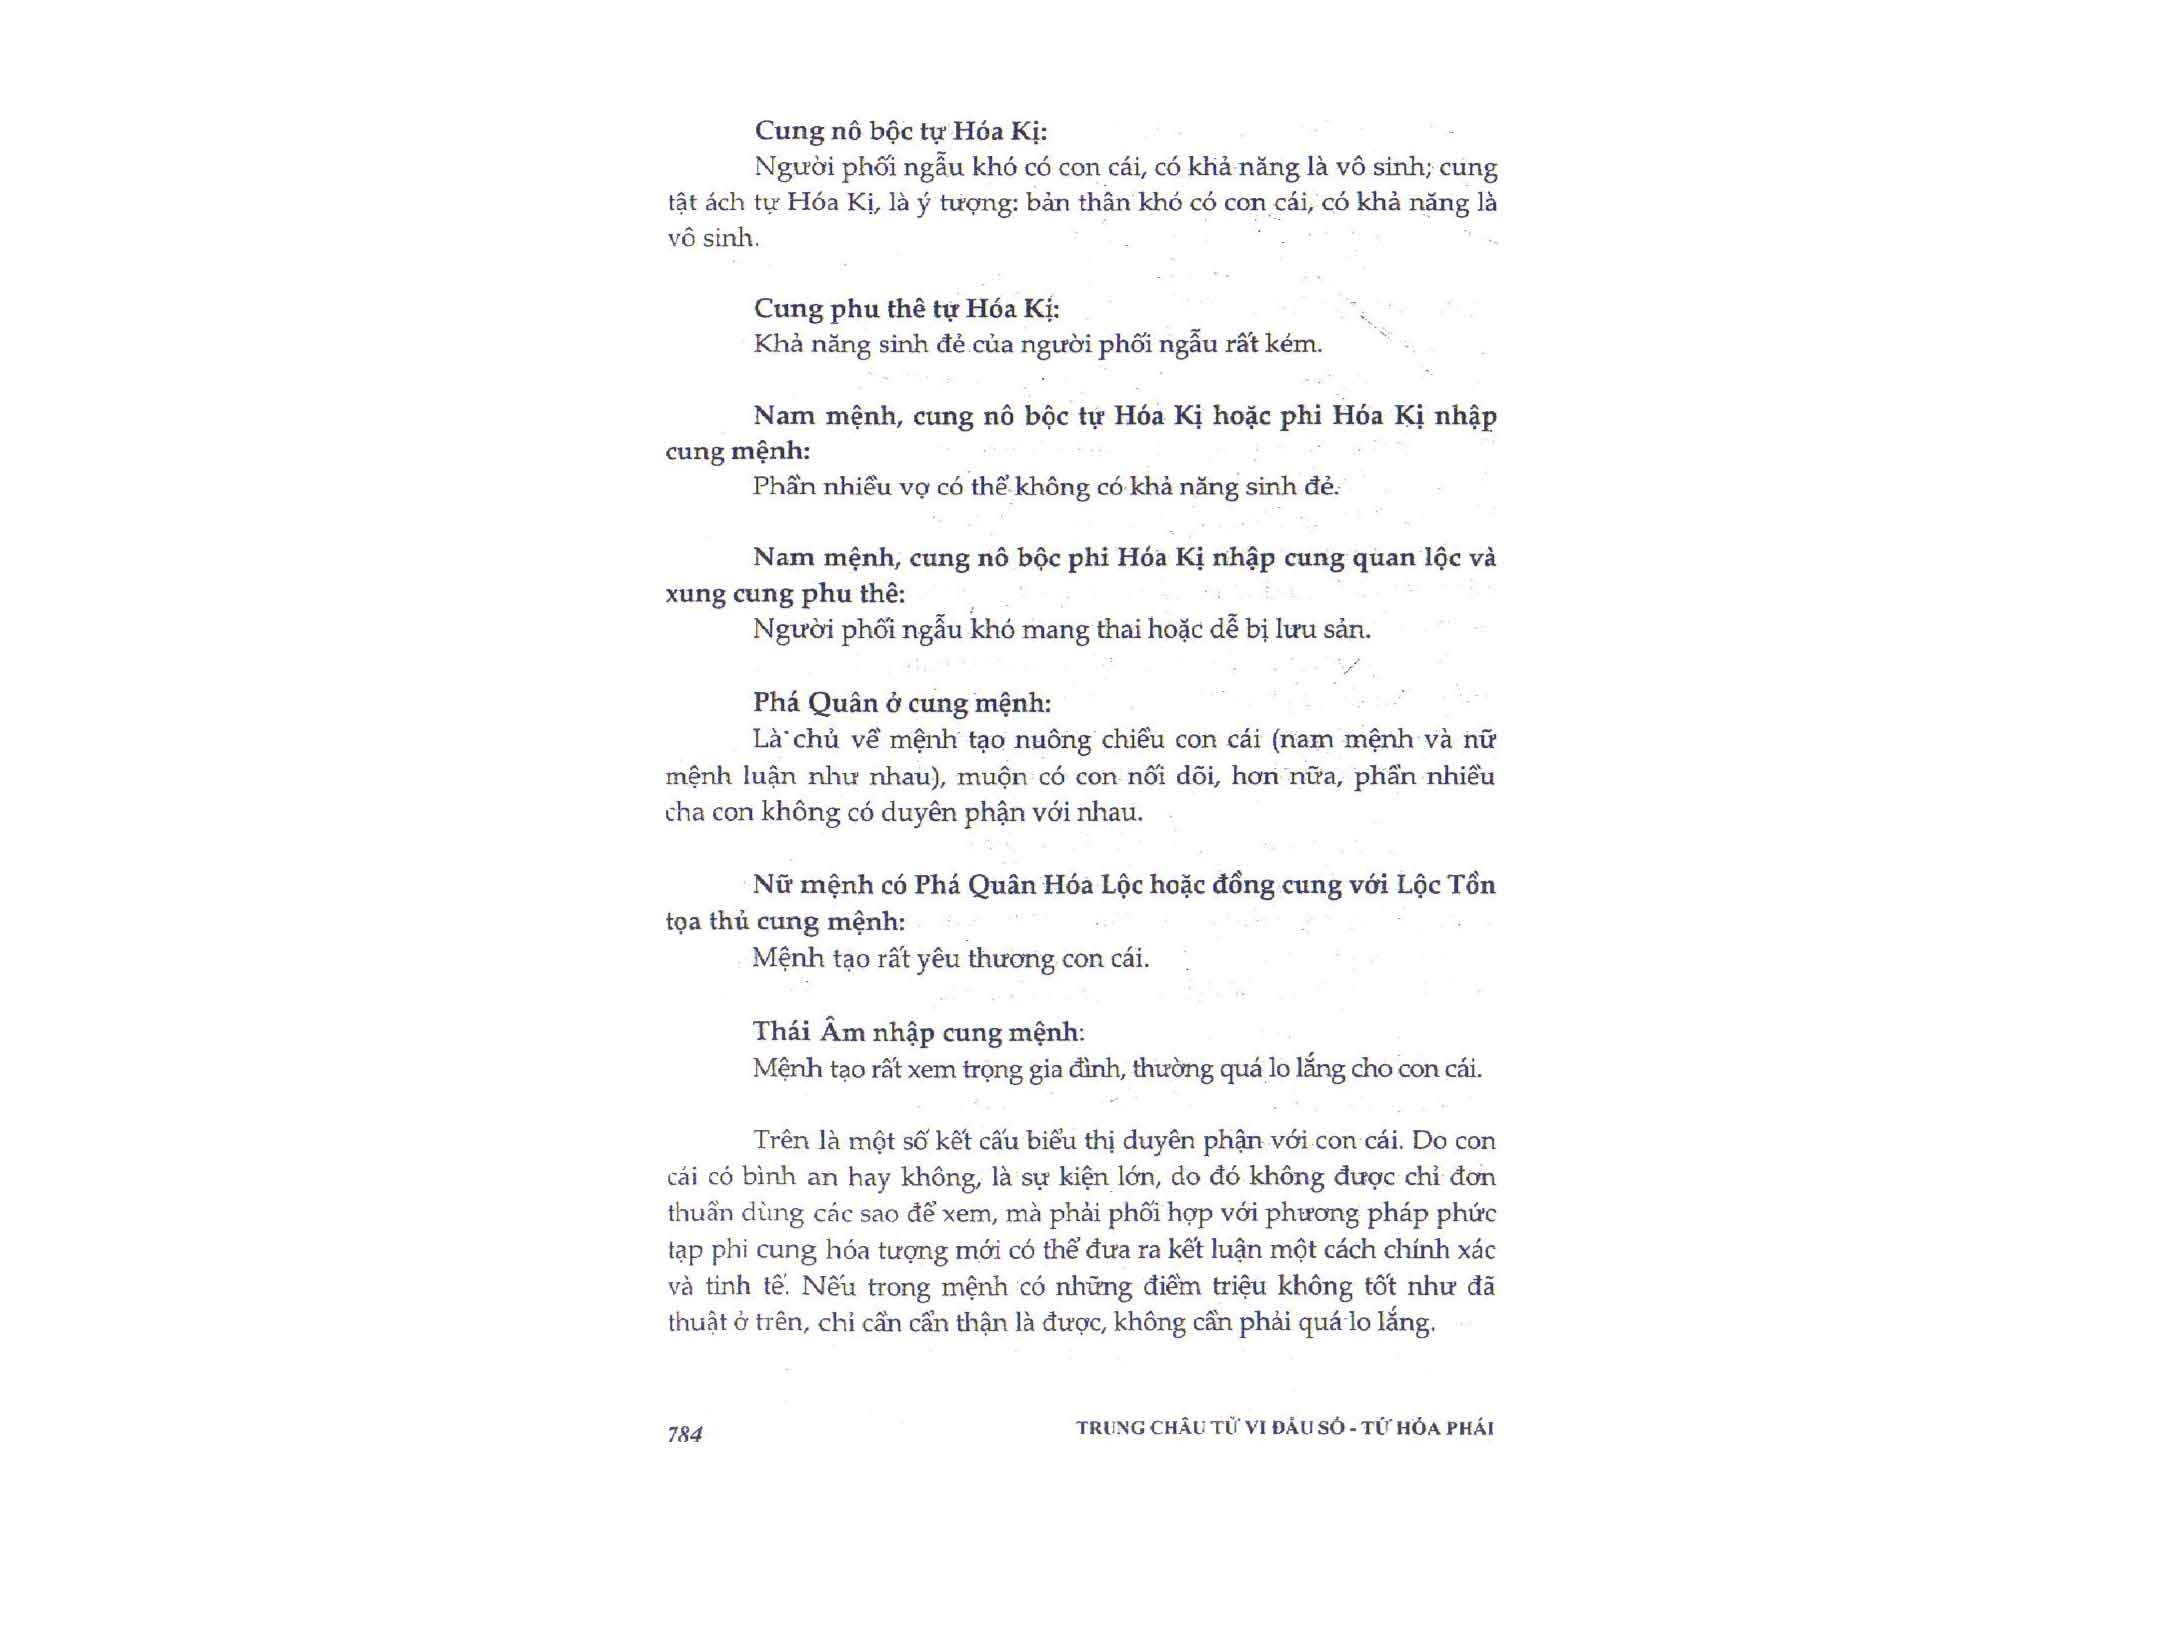 Cung nô bộc tự Hóa Kị:
Người phối ngẫu khó có con cái, có khả năng là vô sinh; cung
tật ách tự Hóa Kị, là ý tượng: bản thân khó có con cái, có khả năng là
vô sinh.
Cung phu thê tự Hóa Kị:
Khả năng sinh đẻ của người phối ngẫu rất kém.
Nam mệnh, cung nô bộc tự Hóa Kị hoặc phi Hóa Kị nhập
cung mệnh:
Phần nhiều vợ có thể không có khả năng sinh đẻ.
Nam mệnh, cung nô bộc phi Hóa Kị nhập cung quan lộc và
xung cung phu thê:
Người phối ngẫu khó mang thai hoặc dễ bị lưu sản.
Phá Quân ở cung mệnh:
Là chủ về mệnh tạo nuông chiều con cái (nam mệnh và nữ
mệnh luận như nhau), muộn có con nối dõi, hơn nữa, phần nhiều
cha con không có duyên phận với nhau.
Nữ mệnh có Phá Quân Hóa Lộc hoặc đồng cung với Lộc Tồn
tọa thủ cung mệnh:
Mệnh tạo rất yêu thương con cái.
Thái Âm nhập cung mệnh:
Mệnh tạo rất xem trọng gia đình, thường quá lo lắng cho con cái.
Trên là một số kết cấu biểu thị duyên phận với con cái. Do con
cái có bình an hay không, là sự kiện lớn, do đó không được chỉ đơn
thuần dùng các sao để xem, mà phải phối hợp với phương pháp phức
tạp phi cung hóa tượng mới có thể đưa ra kết luận một cách chính xác
và tinh tế. Nếu trong mệnh có những điềm triệu không tốt như đã
thuật ở trên, chỉ cần cẩn thận là được, không cần phải quá lo lắng.
784
TRUNG CHÂU TỬ VI ĐẨU SỐ - TỨ HÓA PHÁI